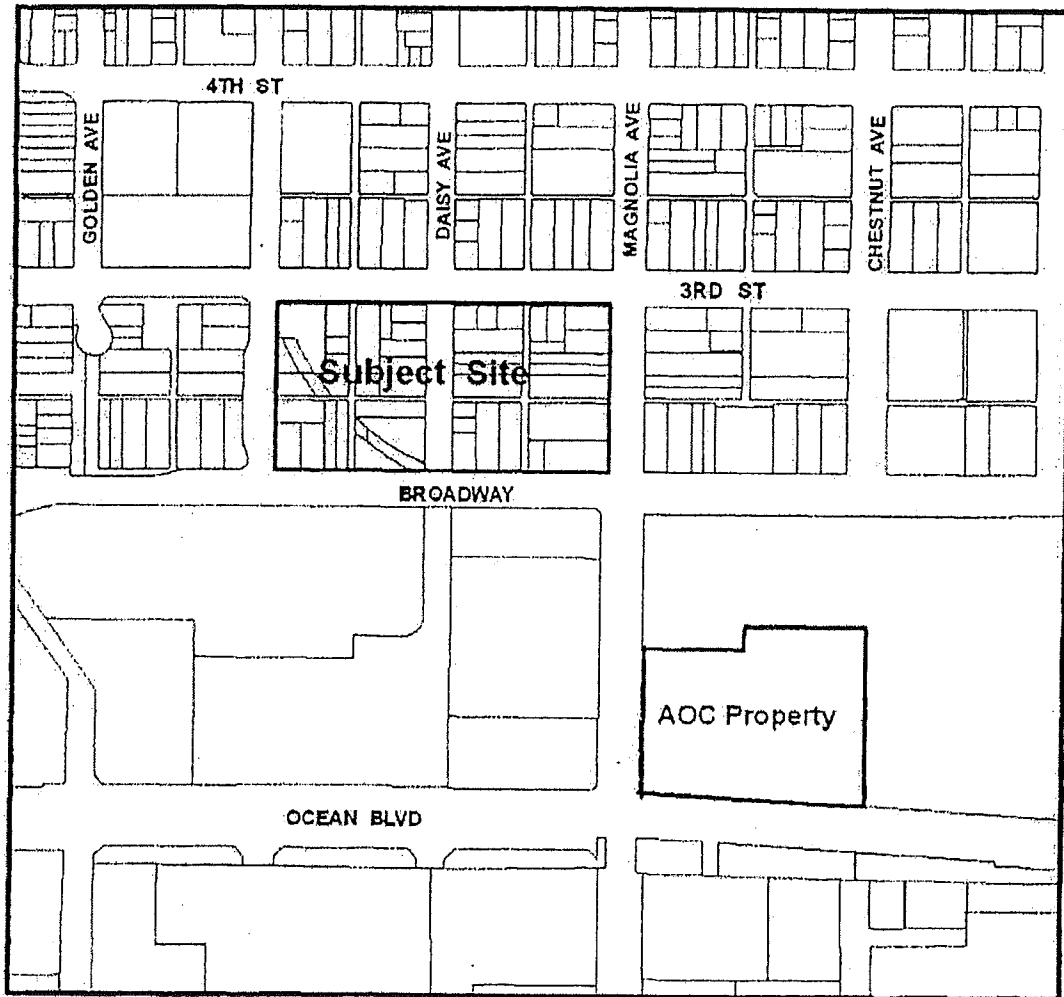 4TH ST
GOLDEN AVE
DAISY AVE
MAGNOLIA AVE
CHESTNUT AVE
3RD ST
Subject Site
BROADWAY
AOC Property
OCEAN BLVD